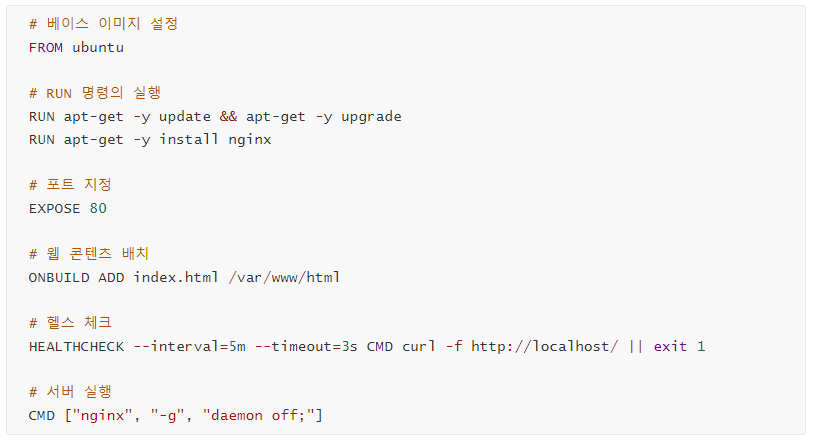 # 베이스 이미지 설정
FROM ubuntu
# RUN 명령의 실행
RUN apt-get -y update && apt-get -y upgrade
RUN apt-get -y install nginx
# 포트 지정
EXPOSE 80
# 웹 콘텐츠 배치
ONBUILD ADD index.html /var/www/html
# 헬스 체크
HEALTHCHECK --interval=5m --timeout=3s CMD curl -f http://localhost/ || exit 1
# 서버 실행
CMD ["nginx", "-g", "daemon off;"]